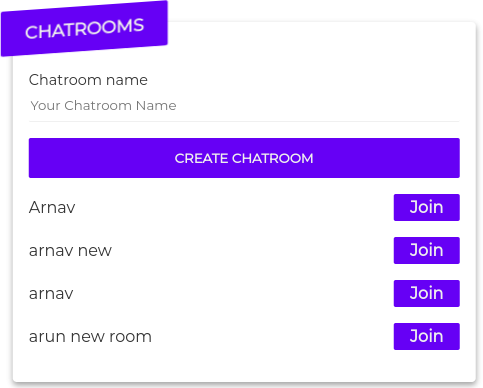 CHATROOMS
Chatroom name
Your Chatroom Name
CREATE CHATROOM
Arnav Join
arnav new Join
arnav Join
arun new room Join